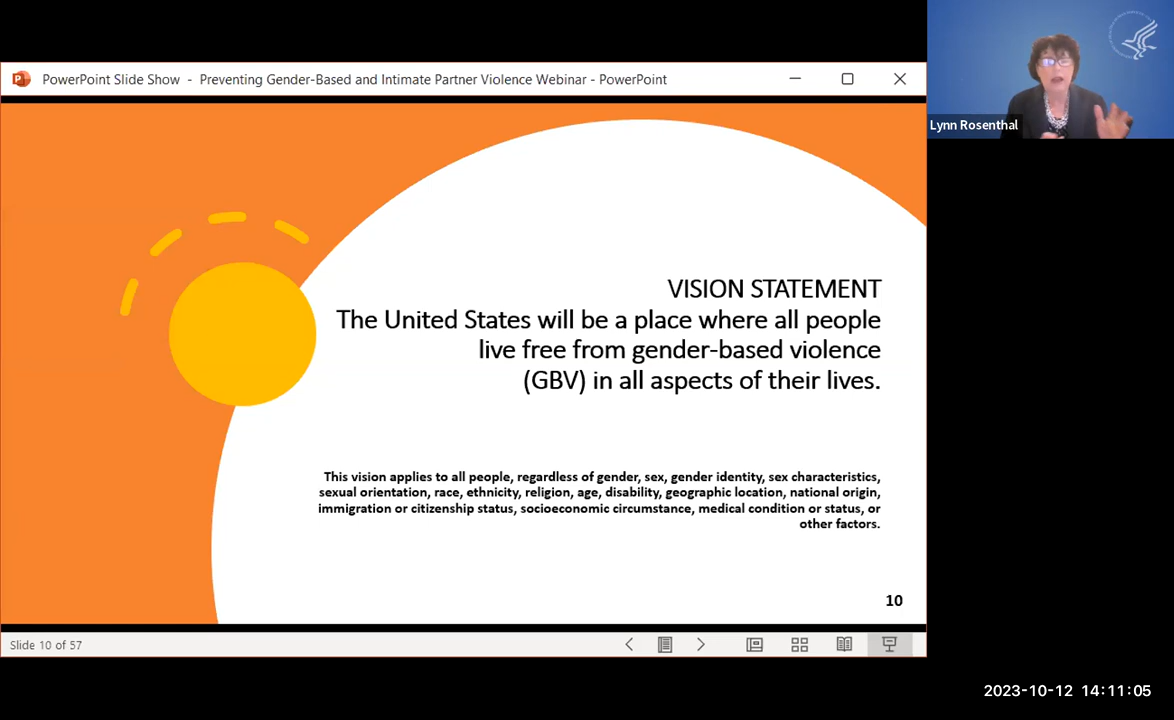 PowerPoint Slide Show - Preventing Gender-Based and Intimate Partner Violence Webinar - PowerPoint
Lynn Rosenthal
VISION STATEMENT
The United States will be a place where all people
live free from gender-based violence
(GBV) in all aspects of their lives.
This vision applies to all people, regardless of gender, sex, gender identity, sex characteristics,
sexual orientation, race, ethnicity, religion, age, disability, geographic location, national origin,
immigration or citizenship status, socioeconomic circumstance, medical condition or status, or
other factors.
10
Slide 10 of 57
2023-10-12 14:11:05